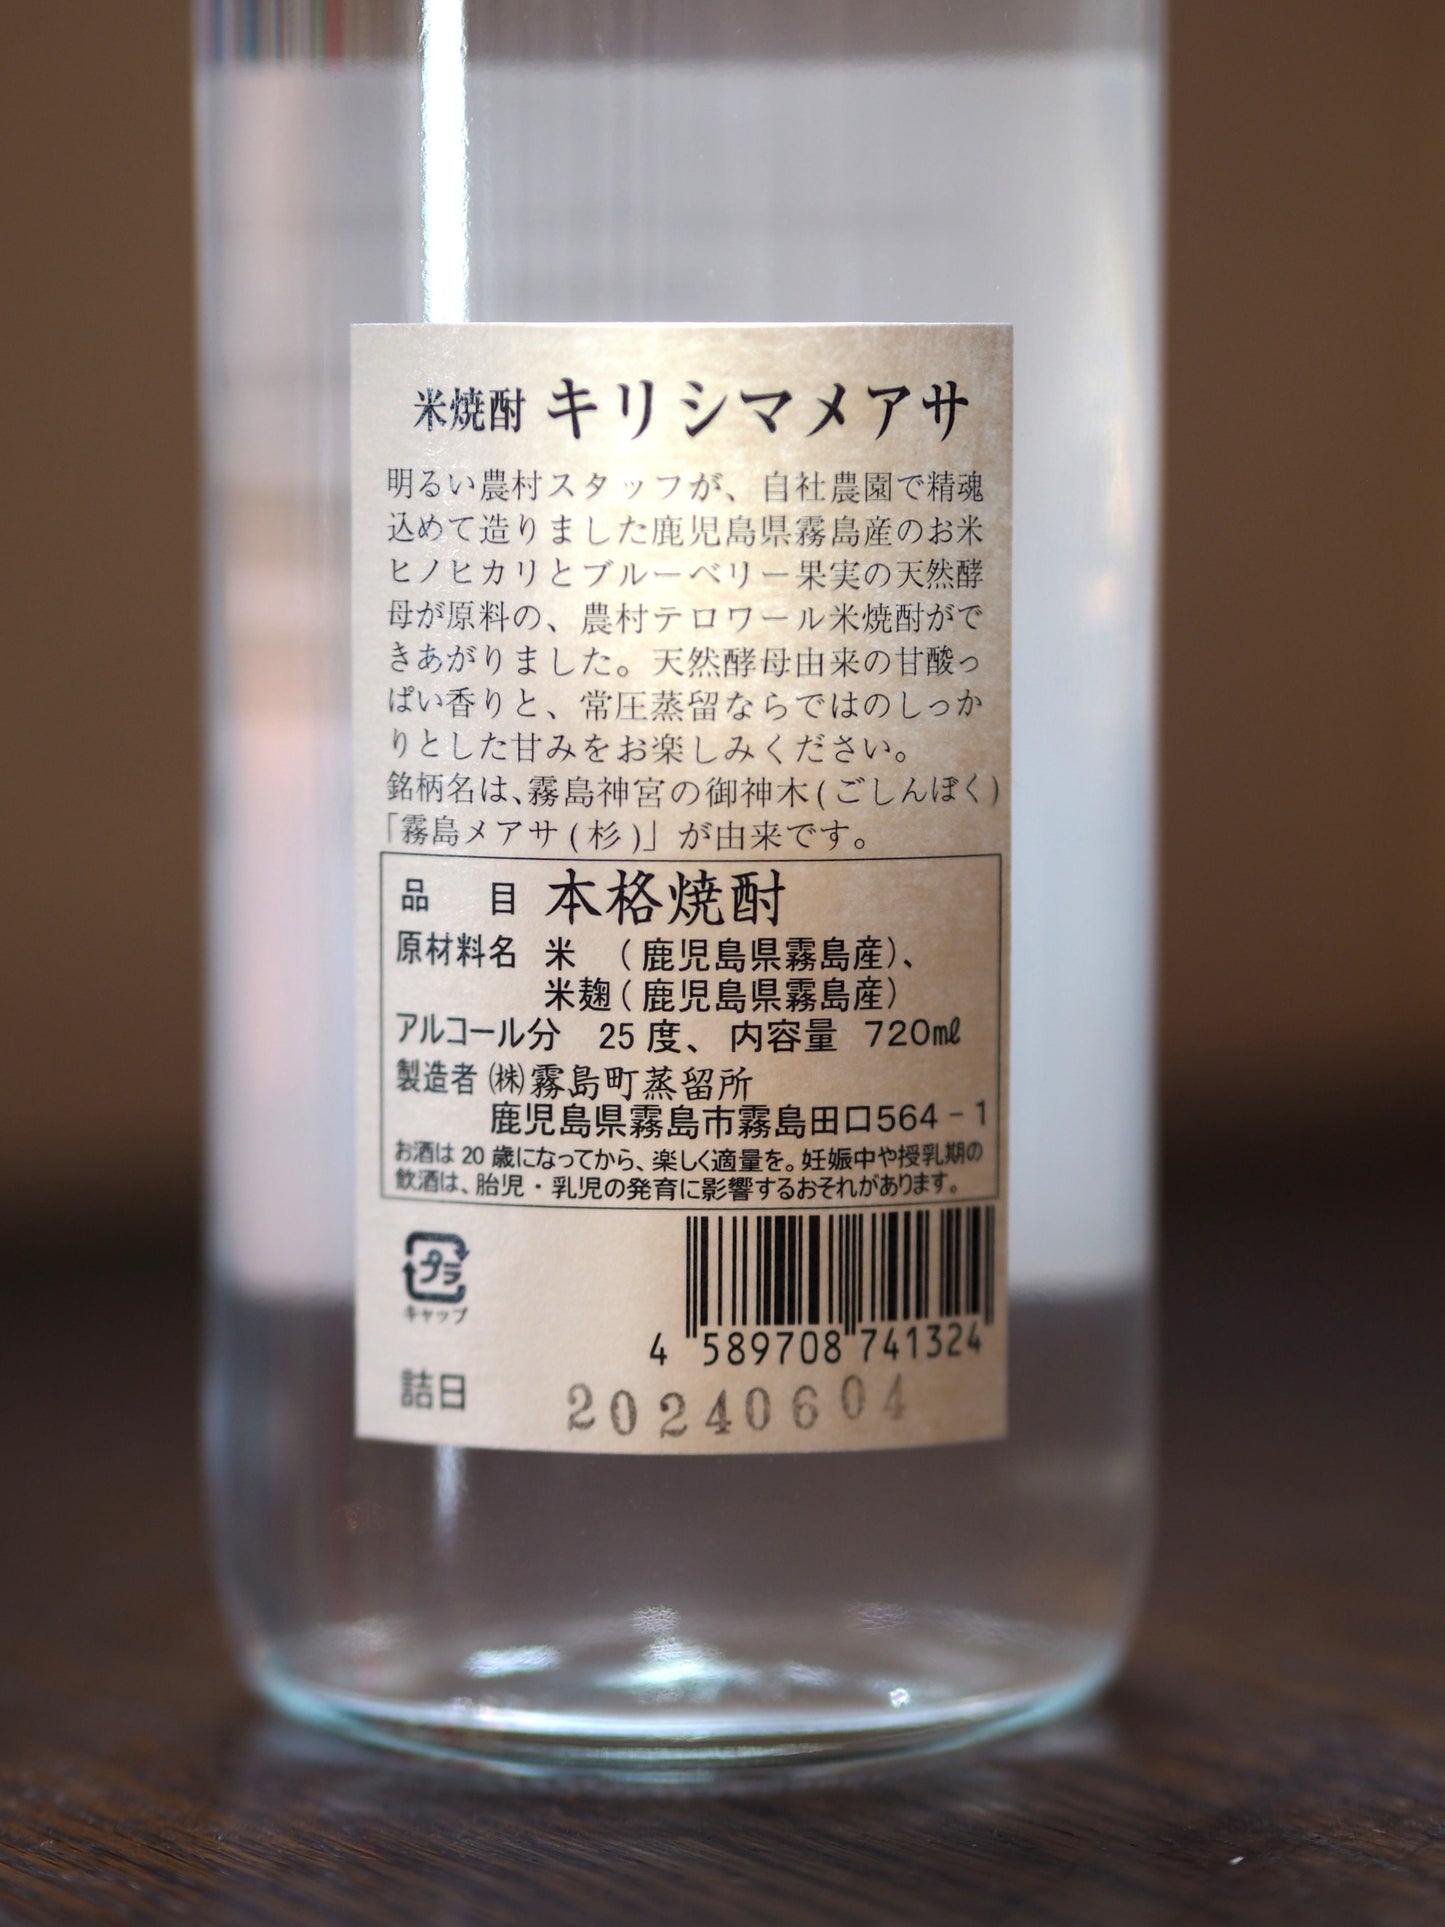 米焼酎 キリシマメアサ
明るい農村スタッフが、自社農園で精魂
込めて造りました鹿児島県霧島産のお米
ヒノヒカリとブルーベリー果実の天然酵
母が原料の、農村テロワール米焼酎がで
きあがりました。天然酵母由来の甘酸っ
ぱい香りと、常圧蒸留ならではのしっか
りとした甘みをお楽しみください。
銘柄名は、霧島神宮の御神木(ごしんぼく)
「霧島メアサ(杉)」が由来です。
品 目 本格焼酎
原材料名 米 (鹿児島県霧島産)、
米麹(鹿児島県霧島産)
アルコール分 25度、内容量 720mℓ
製造者 ㈱霧島町蒸留所
鹿児島県霧島市霧島田口564-1
お酒は20歳になってから、楽しく適量を。妊娠中や授乳期の
飲酒は、胎児・乳児の発育に影響するおそれがあります。
プラ
キャップ
4 589708 741324
詰日 20240604